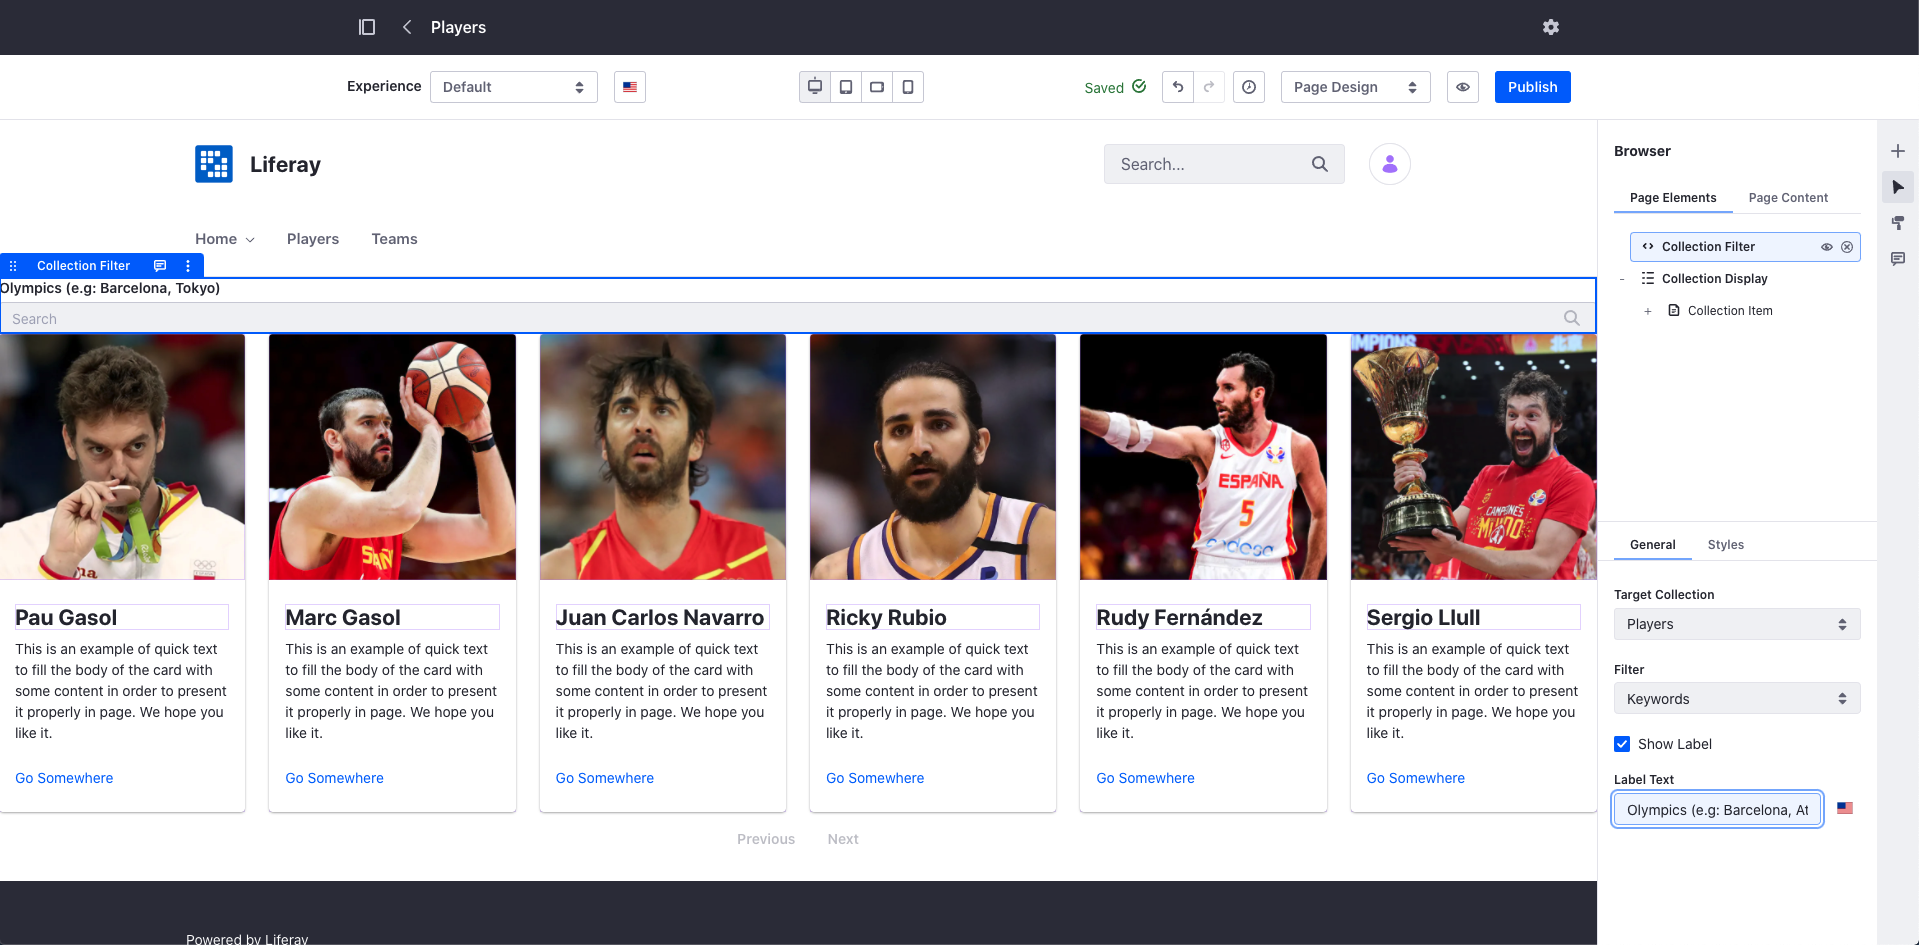 Players
Experience
Default
Saved
Page Design
Publish
Liferay
Search...
Home
Players
Teams
Collection Filter
Olympics (e.g: Barcelona, Tokyo)
Search
ESPAÑA
5
CAMPEONES
MUNDO
Pau Gasol
This is an example of quick text
to fill the body of the card with
some content in order to present
it properly in page. We hope you
like it.
Go Somewhere
Marc Gasol
This is an example of quick text
to fill the body of the card with
some content in order to present
it properly in page. We hope you
like it.
Go Somewhere
Juan Carlos Navarro
This is an example of quick text
to fill the body of the card with
some content in order to present
it properly in page. We hope you
like it.
Go Somewhere
Ricky Rubio
This is an example of quick text
to fill the body of the card with
some content in order to present
it properly in page. We hope you
like it.
Go Somewhere
Rudy Fernández
This is an example of quick text
to fill the body of the card with
some content in order to present
it properly in page. We hope you
like it.
Go Somewhere
Sergio Llull
This is an example of quick text
to fill the body of the card with
some content in order to present
it properly in page. We hope you
like it.
Go Somewhere
Previous
Next
Powered by Liferay
Browser
Page Elements
Page Content
Collection Filter
Collection Display
Collection Item
General
Styles
Target Collection
Players
Filter
Keywords
Show Label
Label Text
Olympics (e.g: Barcelona, At